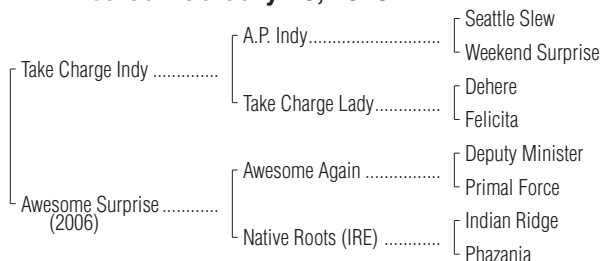 Seattle Slew
A.P. Indy..............................
Weekend Surprise
Take Charge Indy ...............
Dehere
Take Charge Lady...............
Felicita
Deputy Minister
Awesome Again .................
Primal Force
Awesome Surprise .............
(2006)
Indian Ridge
Native Roots (IRE) .............
Phazania